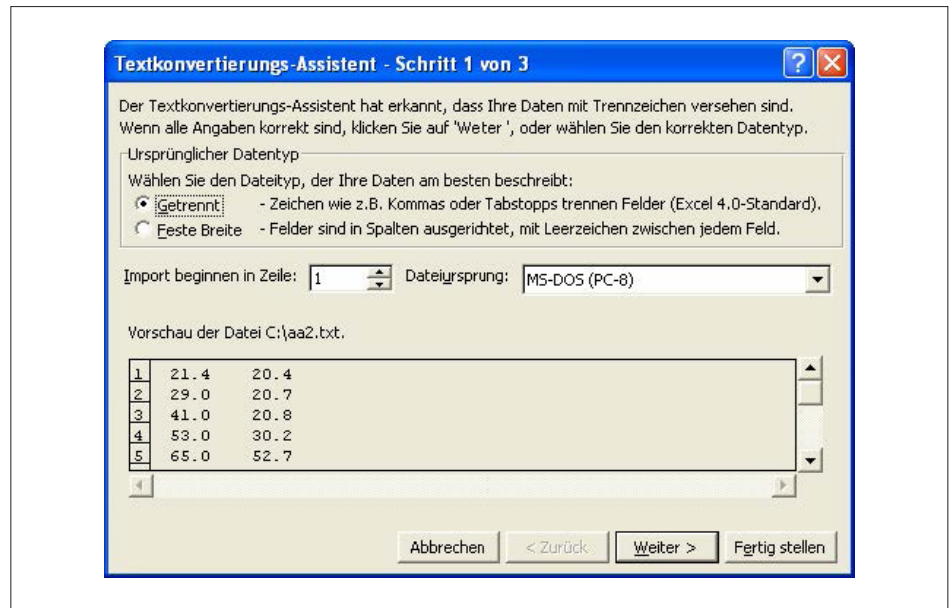 Textkonvertierungs-Assistent - Schritt 1 von 3
Der Textkonvertierungs-Assistent hat erkannt, dass Ihre Daten mit Trennzeichen versehen sind.
Wenn alle Angaben korrekt sind, klicken Sie auf 'Weter ', oder wählen Sie den korrekten Datentyp.
Ursprünglicher Datentyp
Wählen Sie den Dateityp, der Ihre Daten am besten beschreibt:
Getrennt - Zeichen wie z.B. Kommas oder Tabstopps trennen Felder (Excel 4.0-Standard).
Feste Breite - Felder sind in Spalten ausgerichtet, mit Leerzeichen zwischen jedem Feld.
Import beginnen in Zeile: 1 Dateiursprung: MS-DOS (PC-8)
Vorschau der Datei C:\aa2.txt.
1 21.4 20.4
2 29.0 20.7
3 41.0 20.8
4 53.0 30.2
5 65.0 52.7
Abbrechen < Zurück Weiter > Fertig stellen